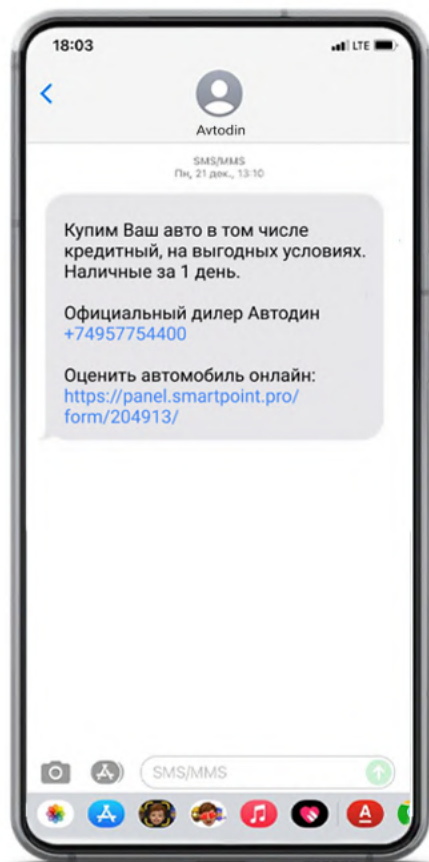 18:03
LTE
Avtodin
SMS/MMS
Пн, 21 дек., 13:10
Купим Ваш авто в том числе
кредитный, на выгодных условиях.
Наличные за 1 день.
Официальный дилер Автодин
+74957754400
Оценить автомобиль онлайн:
https://panel.smartpoint.pro/
form/204913/
SMS/MMS
A